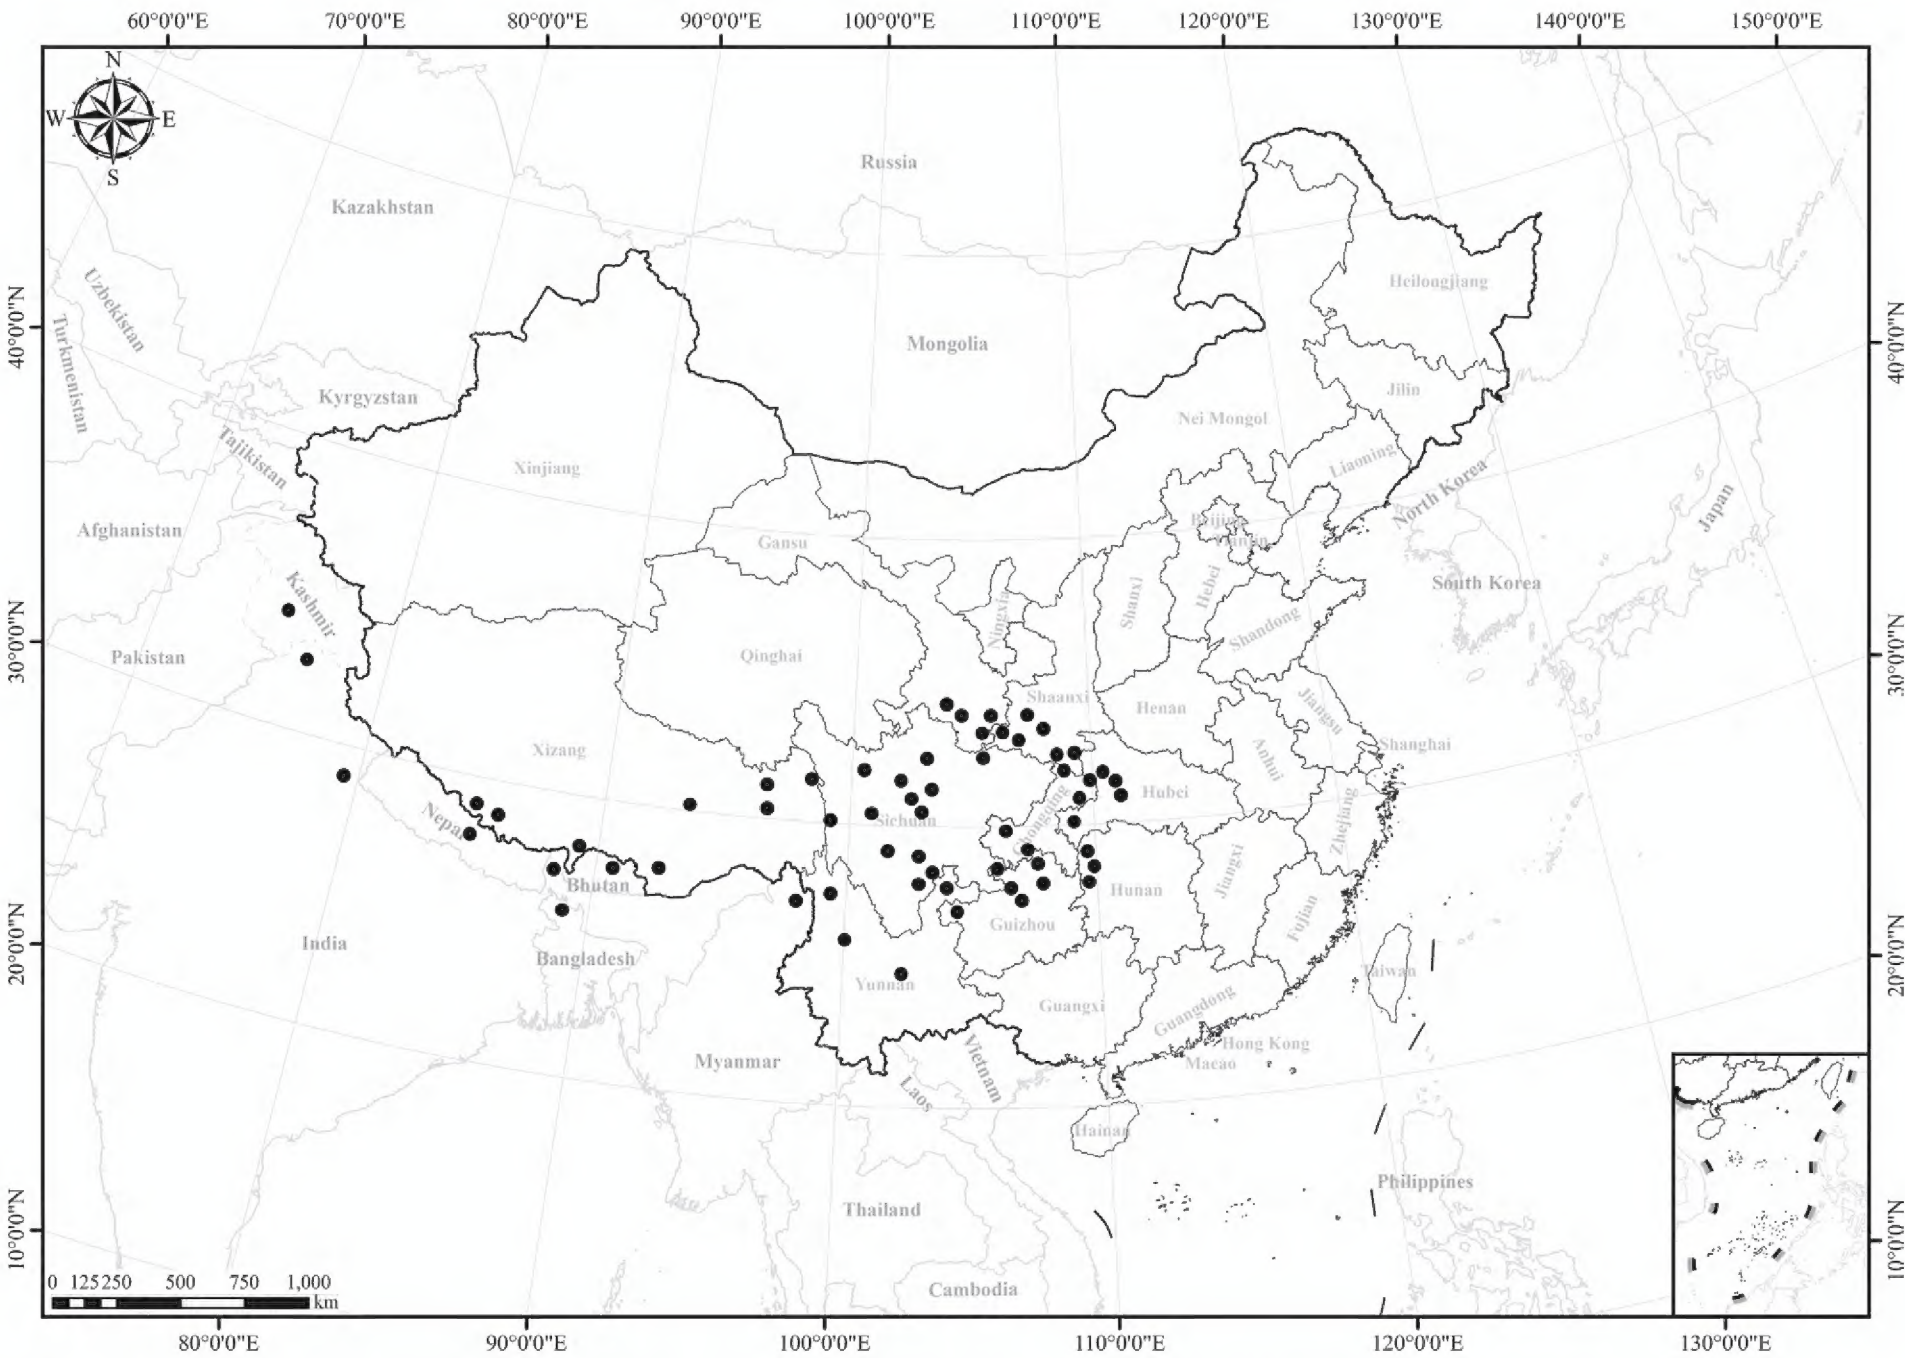 60°0'0"E 70°0'0"E 80°0'0"E 90°0'0"E 100°0'0"E 110°0'0"E 120°0'0"E 130°0'0"E 140°0'0"E 150°0'0"E
N
W E
S
Russia
Kazakhstan
Heilongjiang
Uzbekistan
40°0'0"N
40°0'0"N
Turkmenistan
Mongolia
Kyrgyzstan
Jilin
Nei Mongol
Tajikistan
Xinjiang
Liaoning
North Korea
Japan
Afghanistan
Beijing
Gansu
Tianjin
Kashmir
Shanxi
Hebei
South Korea
Ningxia
Shandong
30°0'0"N
30°0'0"N
Pakistan
Qinghai
Shaanxi
Henan
Jiangsu
Xizang
Anhui
Shanghai
Hubei
Nepal
Sichuan
Chongqing
Zhejiang
Bhutan
Hunan
Jiangxi
Guizhou
Fujian
India
20°0'0"N
20°0'0"N
Bangladesh
Taiwan
Yunnan
Guangxi
Guangdong
Hong Kong
Macao
Myanmar
Vietnam
Laos
Hainan
Philippines
Thailand
10°0'0"N
10°0'0"N
Cambodia
0 125 250 500 750 1,000
km
80°0'0"E 90°0'0"E 100°0'0"E 110°0'0"E 120°0'0"E 130°0'0"E